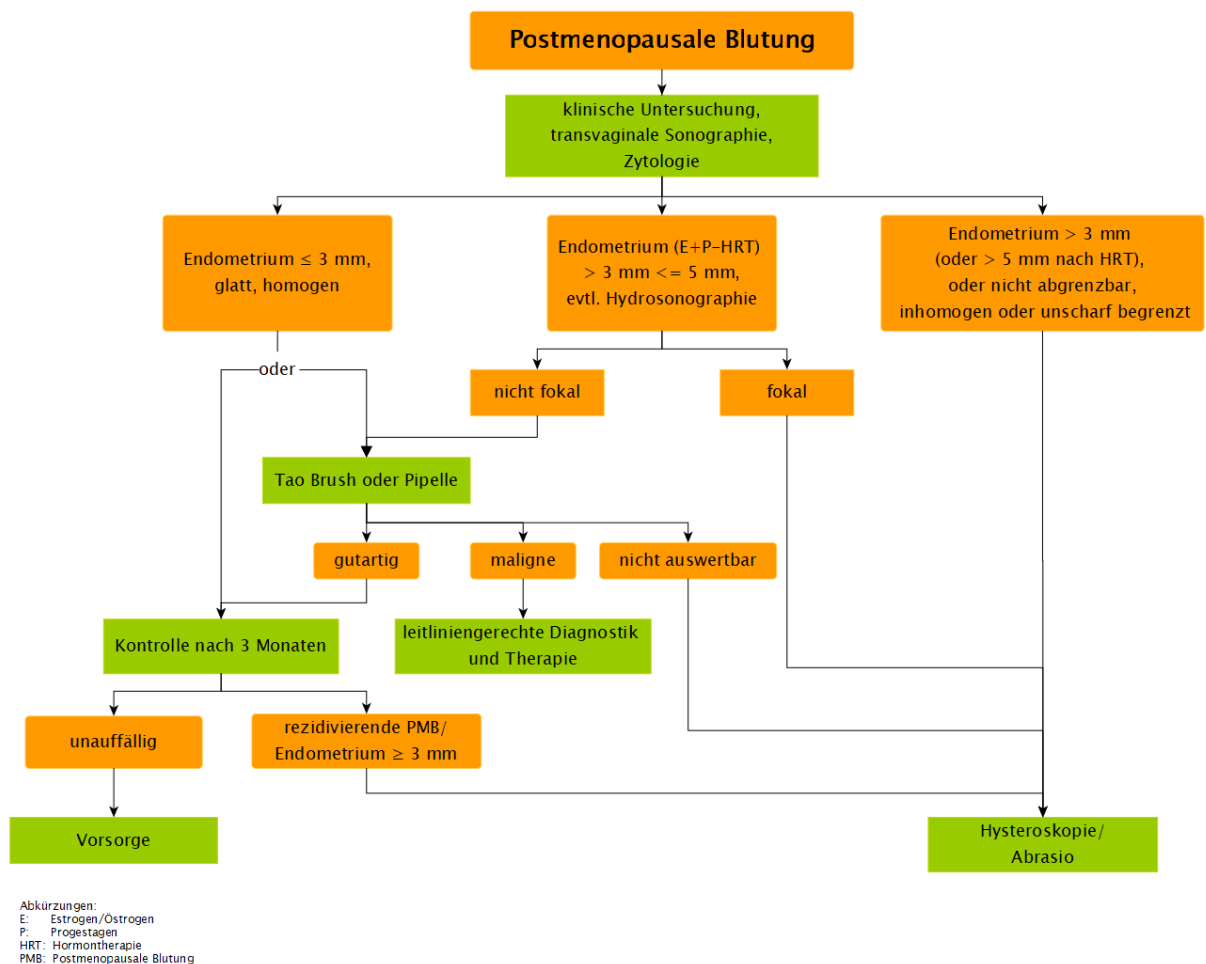 Postmenopausale Blutung
klinische Untersuchung,
transvaginale Sonographie,
Zytologie
Endometrium ≤ 3 mm,
glatt, homogen
Endometrium (E+P-HRT)
> 3 mm <= 5 mm,
evtl. Hydrosonographie
Endometrium > 3 mm
(oder > 5 mm nach HRT),
oder nicht abgrenzbar,
inhomogen oder unscharf begrenzt
oder
nicht fokal
fokal
Tao Brush oder Pipelle
gutartig
maligne
nicht auswertbar
Kontrolle nach 3 Monaten
leitliniengerechte Diagnostik
und Therapie
unauffällig
rezidivierende PMB/
Endometrium ≥ 3 mm
Vorsorge
Hysteroskopie/
Abrasio
Abkürzungen:
E: Estrogen/Östrogen
P: Progestagen
HRT: Hormontherapie
PMB: Postmenopausale Blutung